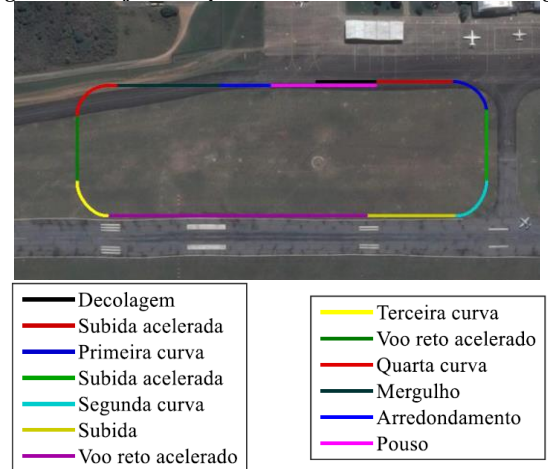 Decolagem
Subida acelerada
Primeira curva
Subida acelerada
Segunda curva
Subida
Voo reto acelerado
Terceira curva
Voo reto acelerado
Quarta curva
Mergulho
Arredondamento
Pouso